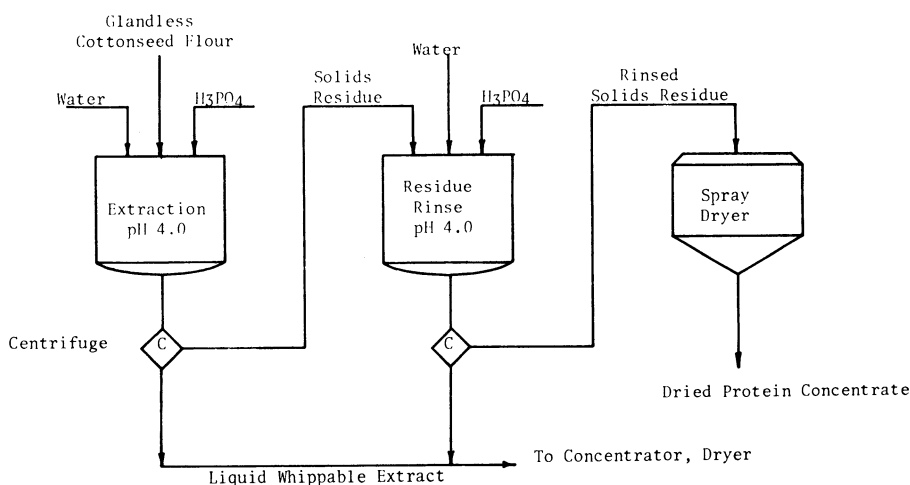 Glandless
Cottonseed Flour
Water
H3PO4
Solids
Residue
Water
H3PO4
Rinsed
Solids Residue
Extraction
pH 4.0
Residue
Rinse
pH 4.0
Spray
Dryer
Centrifuge
C
C
Dried Protein Concentrate
Liquid Whippable Extract
To Concentrator, Dryer